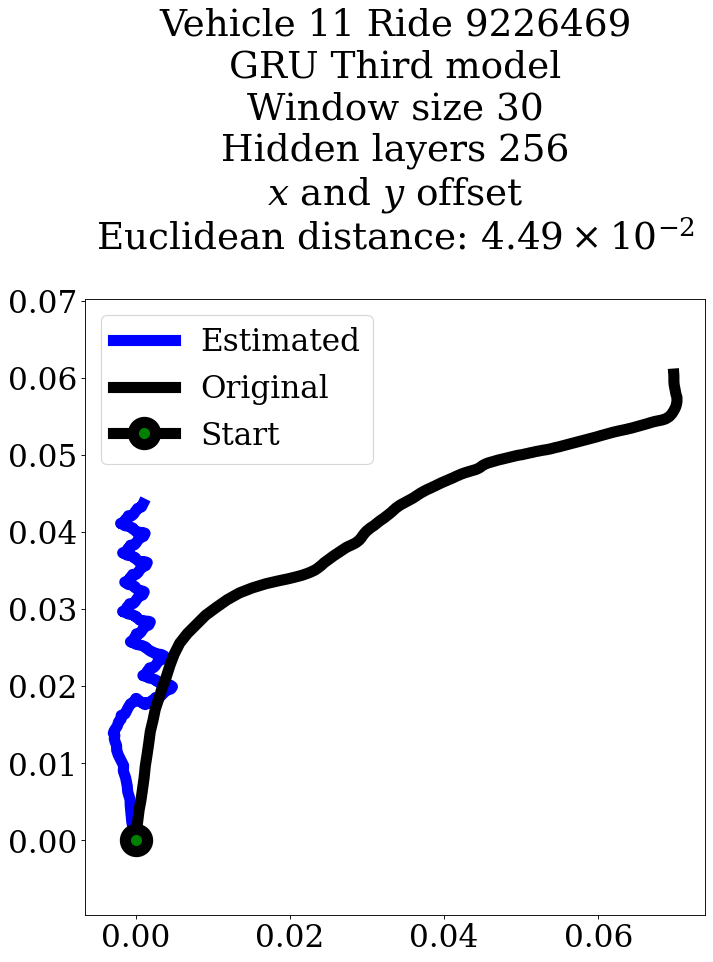 Vehicle 11 Ride 9226469
GRU Third model
Window size 30
Hidden layers 256
x and y offset
Euclidean distance: 4.49 × 10⁻²
0.07
0.06
0.05
0.04
0.03
0.02
0.01
0.00
Estimated
Original
Start
0.00 0.02 0.04 0.06